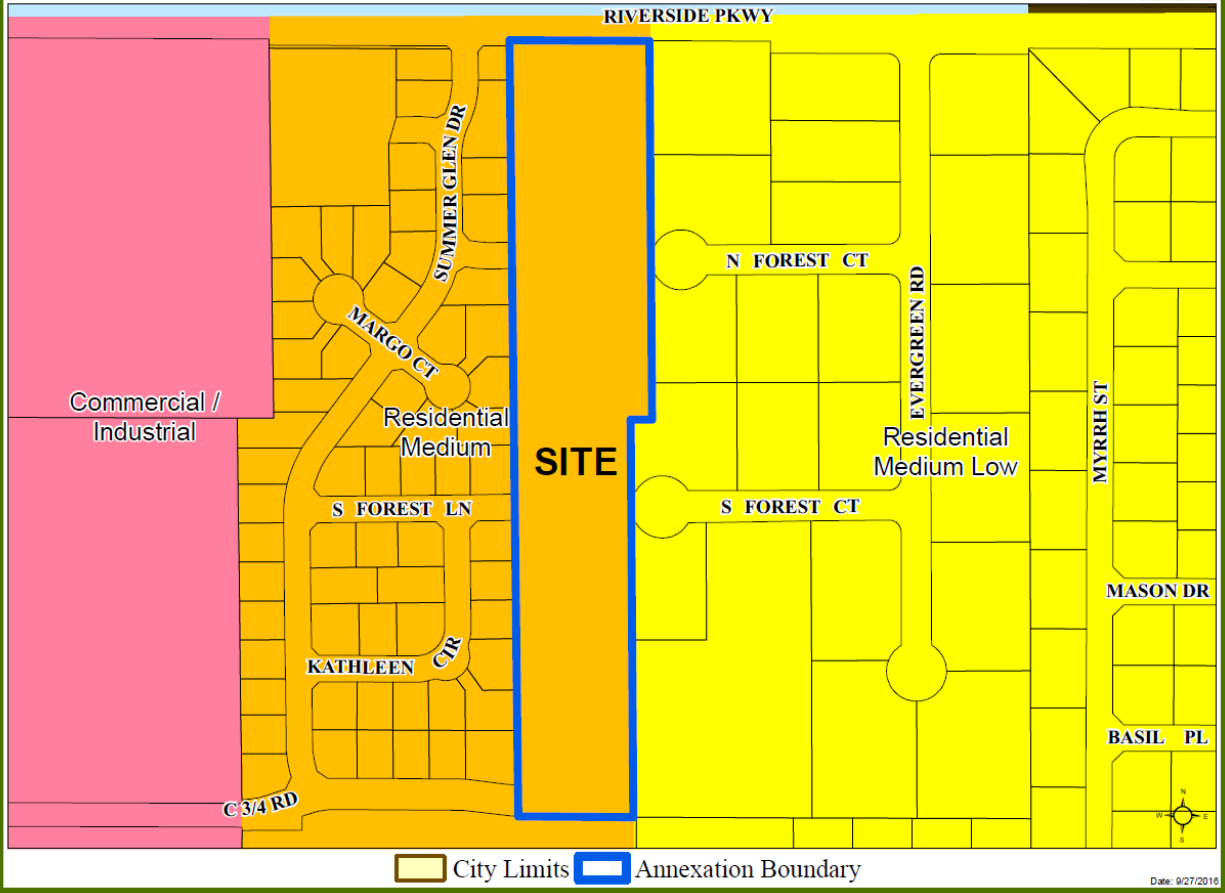 RIVERSIDE PKWY
SUMMER GLEN DR
N FOREST CT
EVERGREEN RD
MARGO CT
Commercial /
Industrial
Residential
Medium
SITE
Residential
Medium Low
MYRRH ST
S FOREST LN
S FOREST CT
MASON DR
KATHLEEN CIR
BASIL PL
C 3/4 RD
N
W E
S
City Limits Annexation Boundary
Date: 9/27/2016